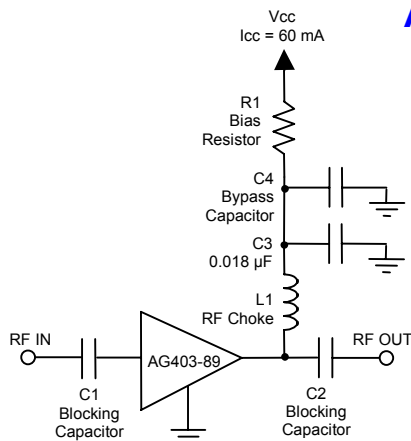 Vcc
Icc = 60 mA
R1
Bias
Resistor
C4
Bypass
Capacitor
C3
0.018 µF
L1
RF Choke
RF IN
AG403-89
RF OUT
C1
Blocking
Capacitor
C2
Blocking
Capacitor